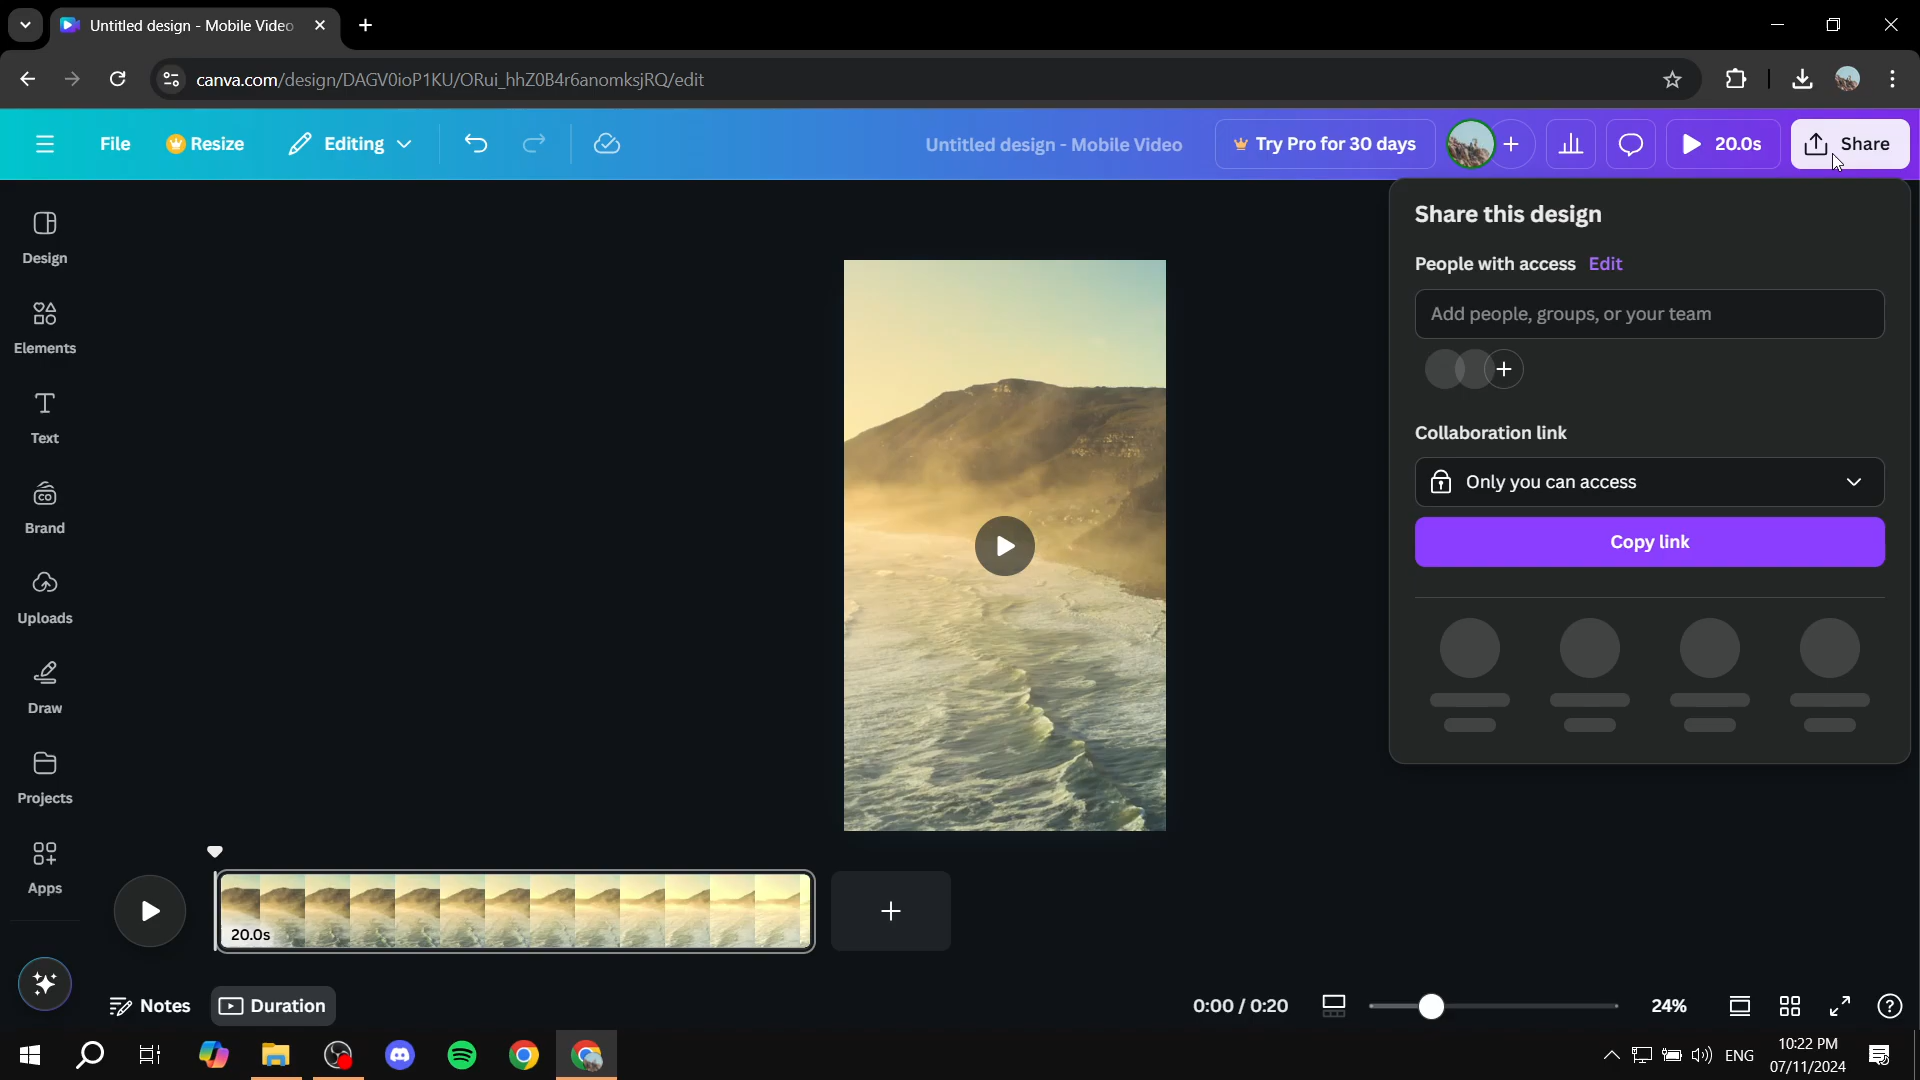 Untitled design - Mobile Video
canva.com/design/DAGV0ioP1KU/ORui_hhZ0B4r6anomksjRQ/edit
File
Resize
Editing
Untitled design - Mobile Video
Try Pro for 30 days
20.0s
Share
Design
Elements
Text
Brand
Uploads
Draw
Projects
Apps
Share this design
People with access Edit
Add people, groups, or your team
Collaboration link
Only you can access
Copy link
20.0s
Notes
Duration
0:00 / 0:20
24%
ENG
10:22 PM
07/11/2024